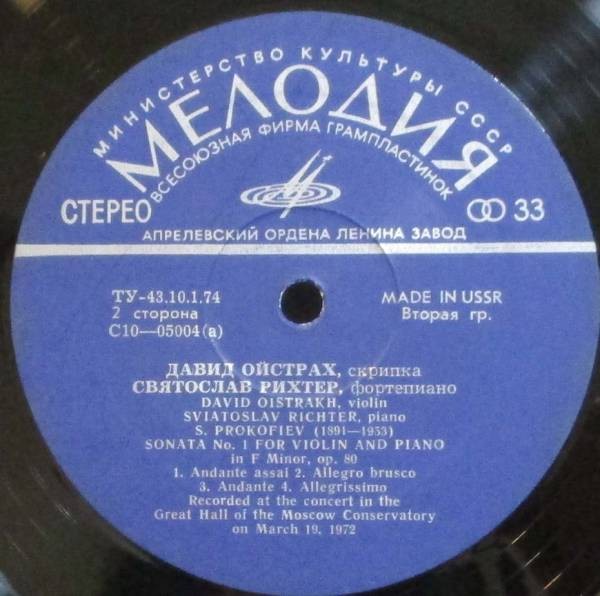 МИНИСТЕРСТВО КУЛЬТУРЫ СССР
МЕЛОДИЯ
ВСЕСОЮЗНАЯ ФИРМА ГРАМПЛАСТИНОК
СТЕРЕО
33
АПРЕЛЕВСКИЙ ОРДЕНА ЛЕНИНА ЗАВОД
ТУ-43.10.1.74
MADE IN USSR
2 сторона
Вторая гр.
С10—05004(а)
ДАВИД ОЙСТРАХ, скрипка
СВЯТОСЛАВ РИХТЕР, фортепиано
DAVID OISTRAKH, violin
SVIATOSLAV RICHTER, piano
S. PROKOFIEV (1891—1953)
SONATA No. 1 FOR VIOLIN AND PIANO
in F Minor, op. 80
1. Andante assai 2. Allegro brusco
3. Andante 4. Allegrissimo
Recorded at the concert in the
Great Hall of the Moscow Conservatory
on March 19, 1972